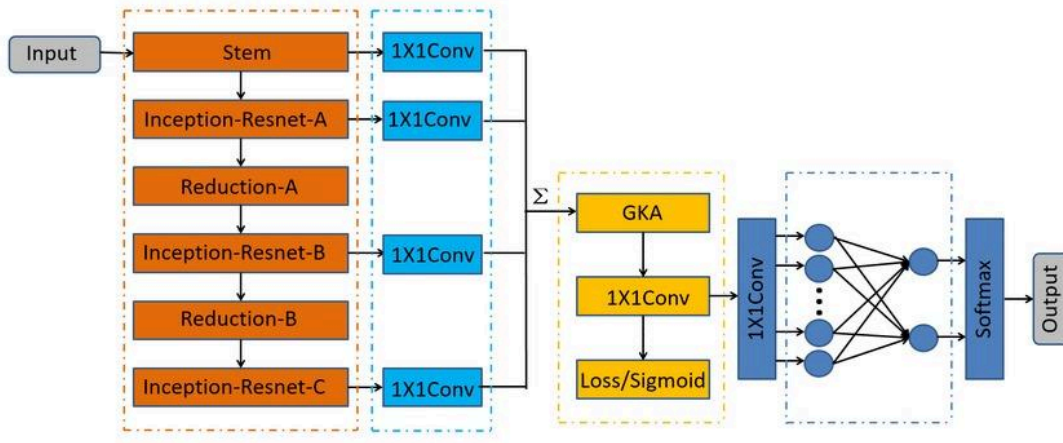 Input
Stem
1X1Conv
Inception-Resnet-A
1X1Conv
Reduction-A
Inception-Resnet-B
1X1Conv
Reduction-B
Inception-Resnet-C
1X1Conv
Σ
GKA
1X1Conv
Loss/Sigmoid
1X1Conv
Softmax
Output